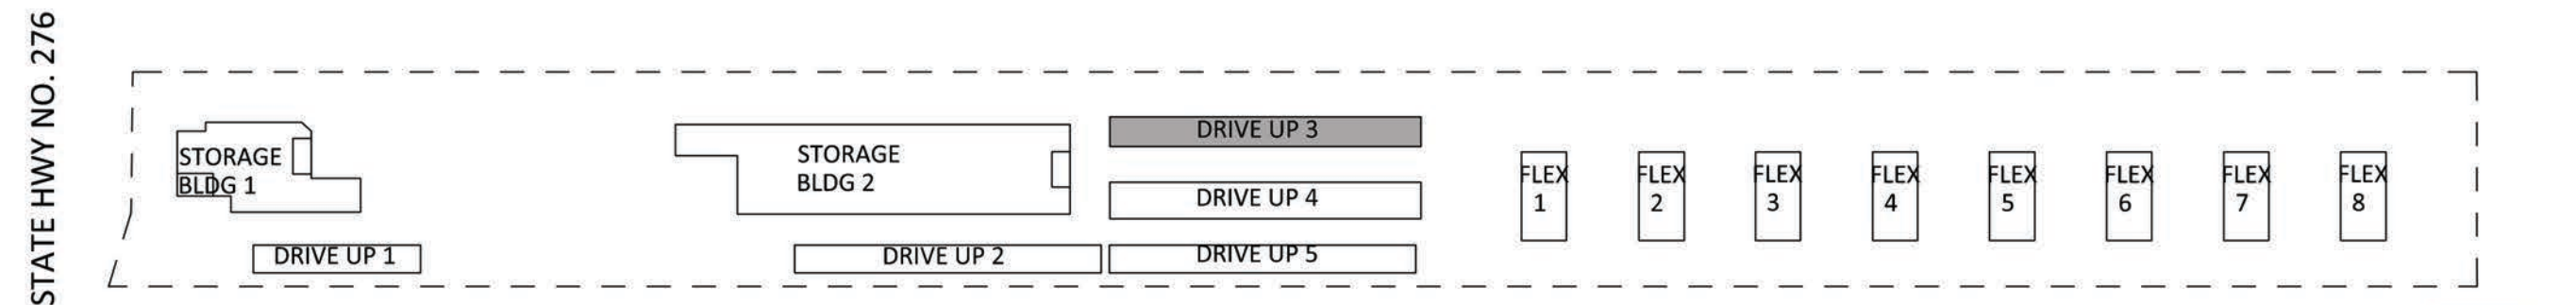 STATE HWY NO. 276
STORAGE
BLDG 1
DRIVE UP 1
STORAGE
BLDG 2
DRIVE UP 2
DRIVE UP 3
DRIVE UP 4
DRIVE UP 5
FLEX
1
FLEX
2
FLEX
3
FLEX
4
FLEX
5
FLEX
6
FLEX
7
FLEX
8